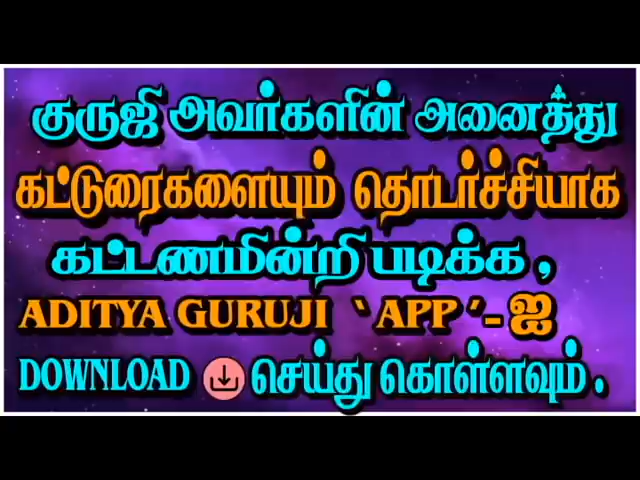 குருஜி அவர்களின் அனைத்து
கட்டுரைகளையும் தொடர்ச்சியாக
கட்டணமின்றி படிக்க ,
ADITYA GURUJI ` APP ´- ஐ
DOWNLOAD செய்து கொள்ளவும் .